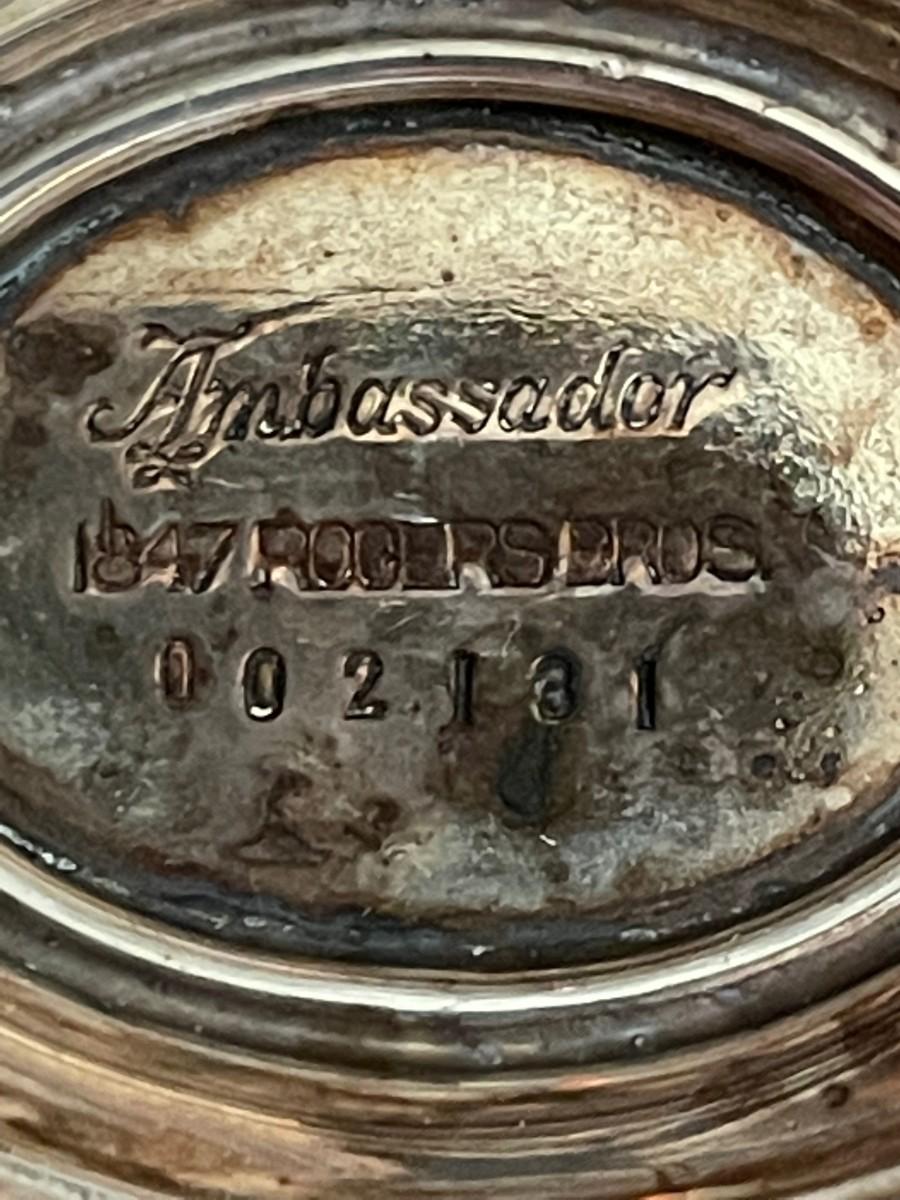 Ambassador
1847 ROGERS BROS.
0 0 2 1 3 1